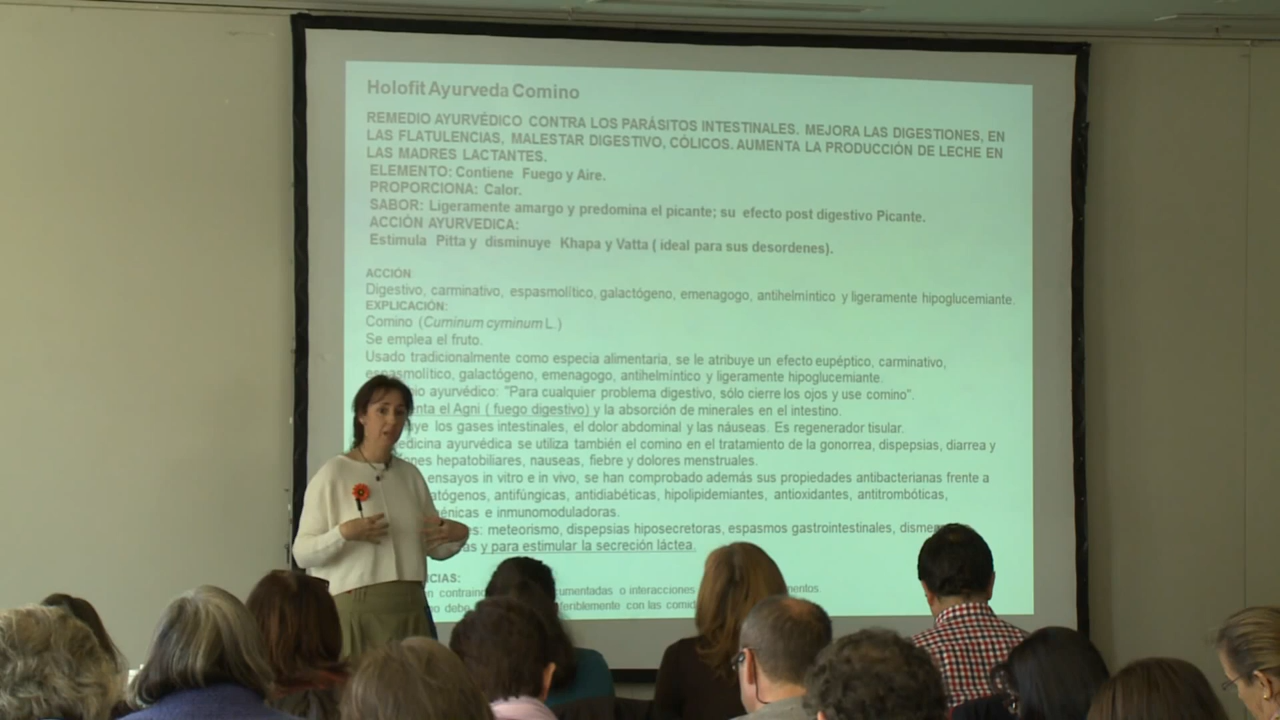 Holofit Ayurveda Comino
REMEDIO AYURVÉDICO CONTRA LOS PARÁSITOS INTESTINALES. MEJORA LAS DIGESTIONES, EN
LAS FLATULENCIAS, MALESTAR DIGESTIVO, CÓLICOS. AUMENTA LA PRODUCCIÓN DE LECHE EN
LAS MADRES LACTANTES.
ELEMENTO: Contiene Fuego y Aire.
PROPORCIONA: Calor.
SABOR: Ligeramente amargo y predomina el picante; su efecto post digestivo Picante.
ACCIÓN AYURVEDICA:
Estimula Pitta y disminuye Khapa y Vatta ( ideal para sus desordenes).
ACCIÓN
Digestivo, carminativo, espasmolítico, galactógeno, emenagogo, antihelmíntico y ligeramente hipoglucemiante.
EXPLICACIÓN:
Comino (Cuminum cyminum L.)
Se emplea el fruto.
Usado tradicionalmente como especia alimentaria, se le atribuye un efecto eupéptico, carminativo,
espasmolítico, galactógeno, emenagogo, antihelmíntico y ligeramente hipoglucemiante.
ayurvédico: "Para cualquier problema digestivo, sólo cierre los ojos y use comino".
el Agni ( fuego digestivo) y la absorción de minerales en el intestino.
los gases intestinales, el dolor abdominal y las náuseas. Es regenerador tisular.
ayurvédica se utiliza también el comino en el tratamiento de la gonorrea, dispepsias, diarrea y
hepatobiliares, nauseas, fiebre y dolores menstruales.
ensayos in vitro e in vivo, se han comprobado además sus propiedades antibacterianas frente a
antifúngicas, antidiabéticas, hipolipidemiantes, antioxidantes, antitrombóticas,
e inmunomoduladoras.
meteorismo, dispepsias hiposecretoras, espasmos gastrointestinales,
y para estimular la secreción láctea.
o interacciones
con las